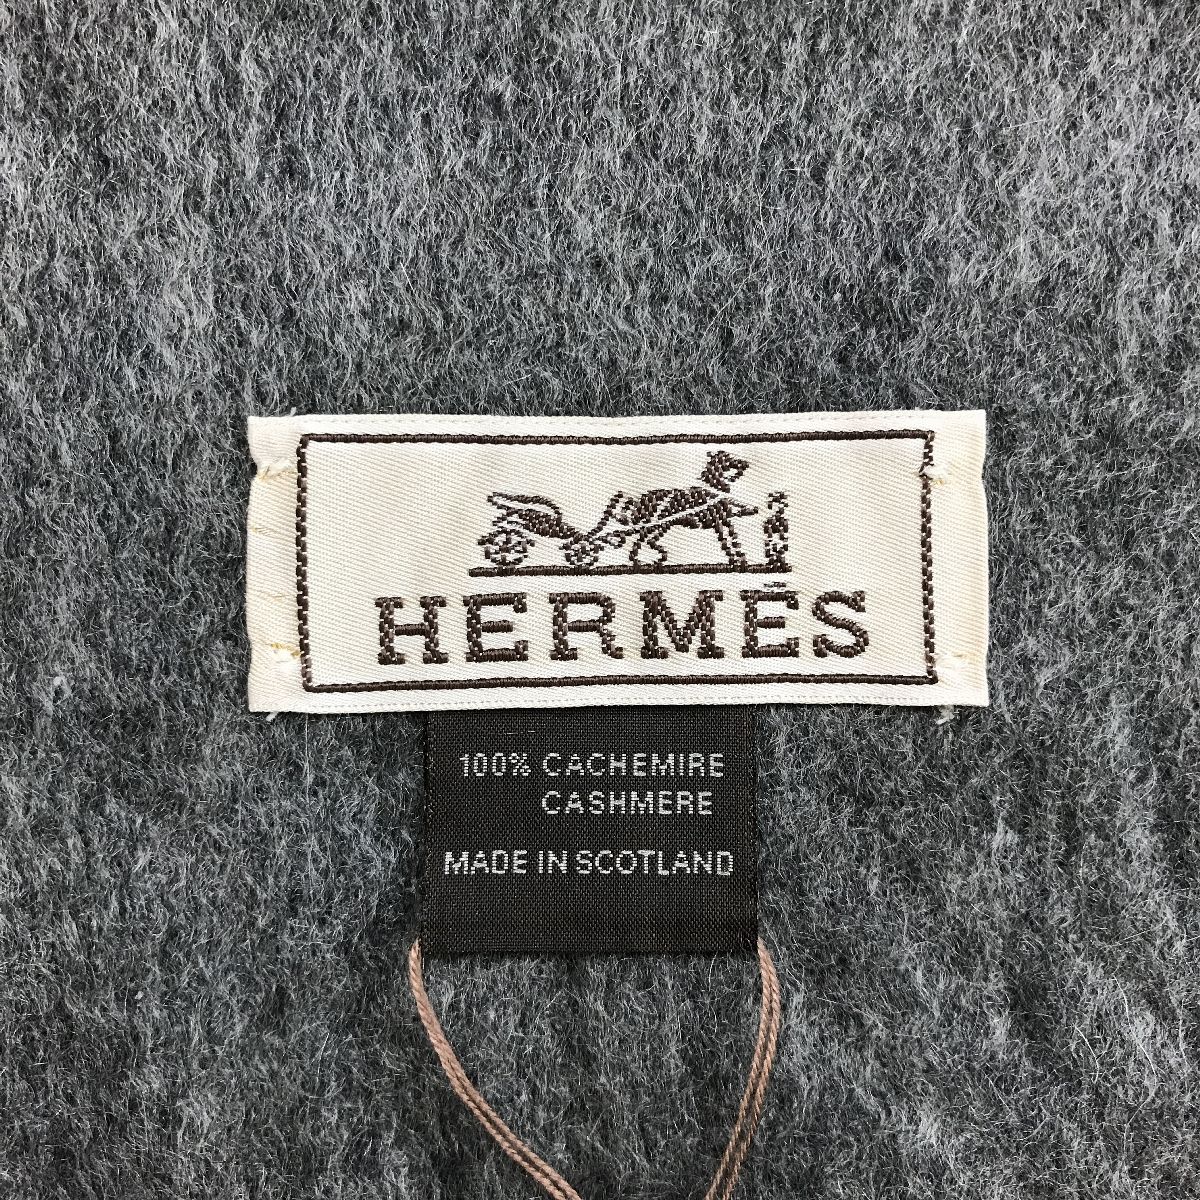 HERMÈS
100% CACHEMIRE
CASHMERE
MADE IN SCOTLAND